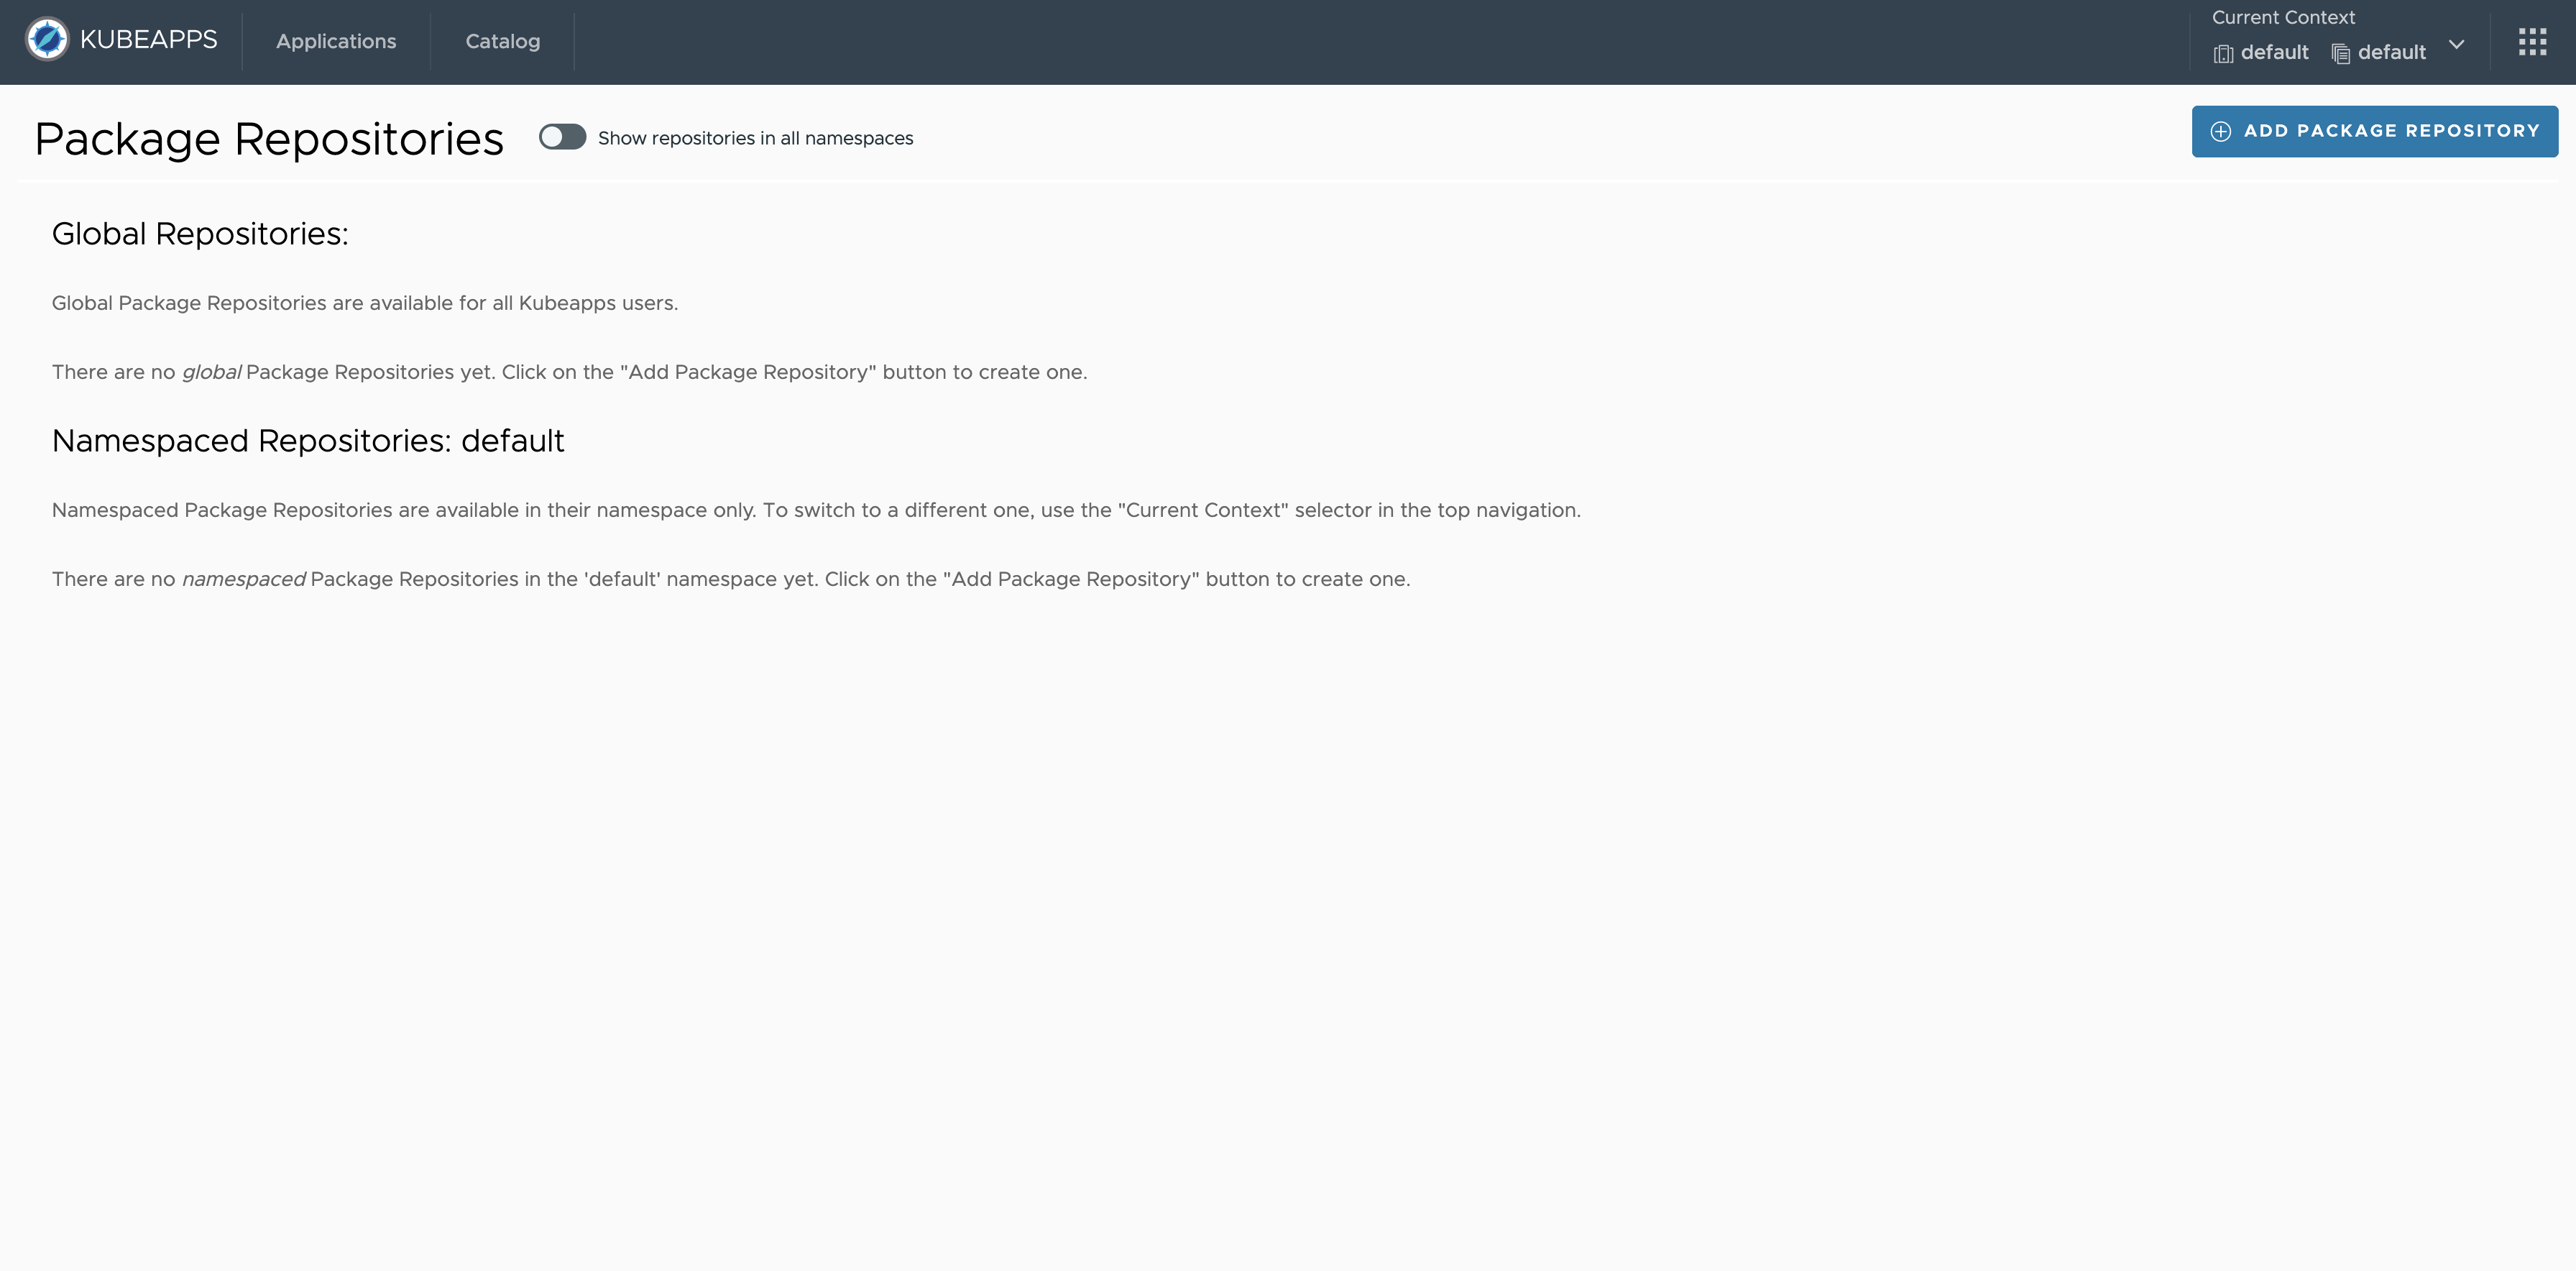 KUBEAPPS
Applications
Catalog
Current Context
default default
Package Repositories
Show repositories in all namespaces
ADD PACKAGE REPOSITORY
Global Repositories:
Global Package Repositories are available for all Kubeapps users.
There are no global Package Repositories yet. Click on the "Add Package Repository" button to create one.
Namespaced Repositories: default
Namespaced Package Repositories are available in their namespace only. To switch to a different one, use the "Current Context" selector in the top navigation.
There are no namespaced Package Repositories in the 'default' namespace yet. Click on the "Add Package Repository" button to create one.